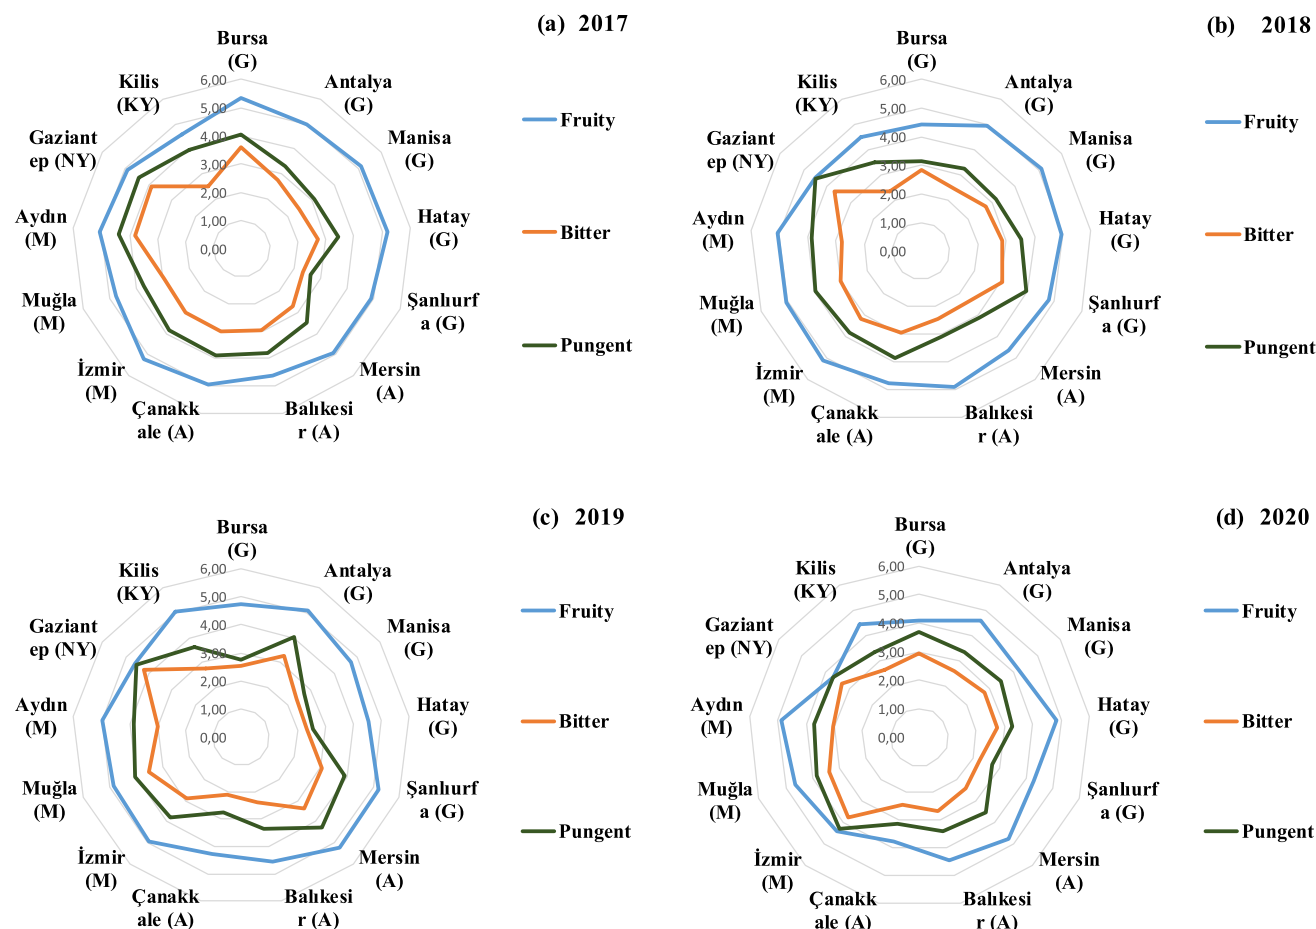 (a) 2017
Bursa
(G)
Antalya
(G)
Manisa
(G)
Hatay
(G)
Şanlıurf
a (G)
Mersin
(A)
Balıkesi
r (A)
Çanakk
ale (A)
İzmir
(M)
Muğla
(M)
Aydın
(M)
Gaziant
ep (NY)
Kilis
(KY)
6,00
5,00
4,00
3,00
2,00
1,00
0,00
Fruity
Bitter
Pungent
(b) 2018
Bursa
(G)
Antalya
(G)
Manisa
(G)
Hatay
(G)
Şanlıurf
a (G)
Mersin
(A)
Balıkesi
r (A)
Çanakk
ale (A)
İzmir
(M)
Muğla
(M)
Aydın
(M)
Gaziant
ep (NY)
Kilis
(KY)
6,00
5,00
4,00
3,00
2,00
1,00
0,00
Fruity
Bitter
Pungent
(c) 2019
Bursa
(G)
Antalya
(G)
Manisa
(G)
Hatay
(G)
Şanlıurf
a (G)
Mersin
(A)
Balıkesi
r (A)
Çanakk
ale (A)
İzmir
(M)
Muğla
(M)
Aydın
(M)
Gaziant
ep (NY)
Kilis
(KY)
6,00
5,00
4,00
3,00
2,00
1,00
0,00
Fruity
Bitter
Pungent
(d) 2020
Bursa
(G)
Antalya
(G)
Manisa
(G)
Hatay
(G)
Şanlıurf
a (G)
Mersin
(A)
Balıkesi
r (A)
Çanakk
ale (A)
İzmir
(M)
Muğla
(M)
Aydın
(M)
Gaziant
ep (NY)
Kilis
(KY)
6,00
5,00
4,00
3,00
2,00
1,00
0,00
Fruity
Bitter
Pungent